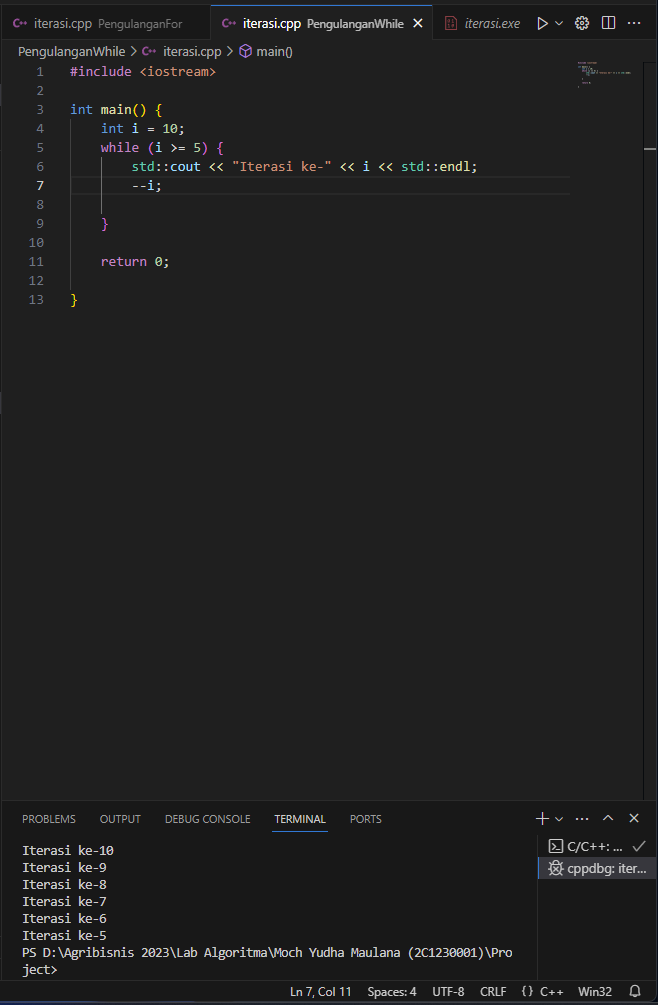 C++ iterasi.cpp PengulanganFor C++ iterasi.cpp PengulanganWhile iterasi.exe
PengulanganWhile > C++ iterasi.cpp > main()
1 #include <iostream>
2
3 int main() {
4 int i = 10;
5 while (i >= 5) {
6 std::cout << "Iterasi ke-" << i << std::endl;
7 --i;
8
9 }
10
11 return 0;
12
13 }
PROBLEMS OUTPUT DEBUG CONSOLE TERMINAL PORTS
Iterasi ke-10
Iterasi ke-9
Iterasi ke-8
Iterasi ke-7
Iterasi ke-6
Iterasi ke-5
PS D:\Agribisnis 2023\Lab Algoritma\Moch Yudha Maulana (2C1230001)\Pro
ject>
C/C++: ...
cppdbg: iter...
Ln 7, Col 11 Spaces: 4 UTF-8 CRLF {} C++ Win32